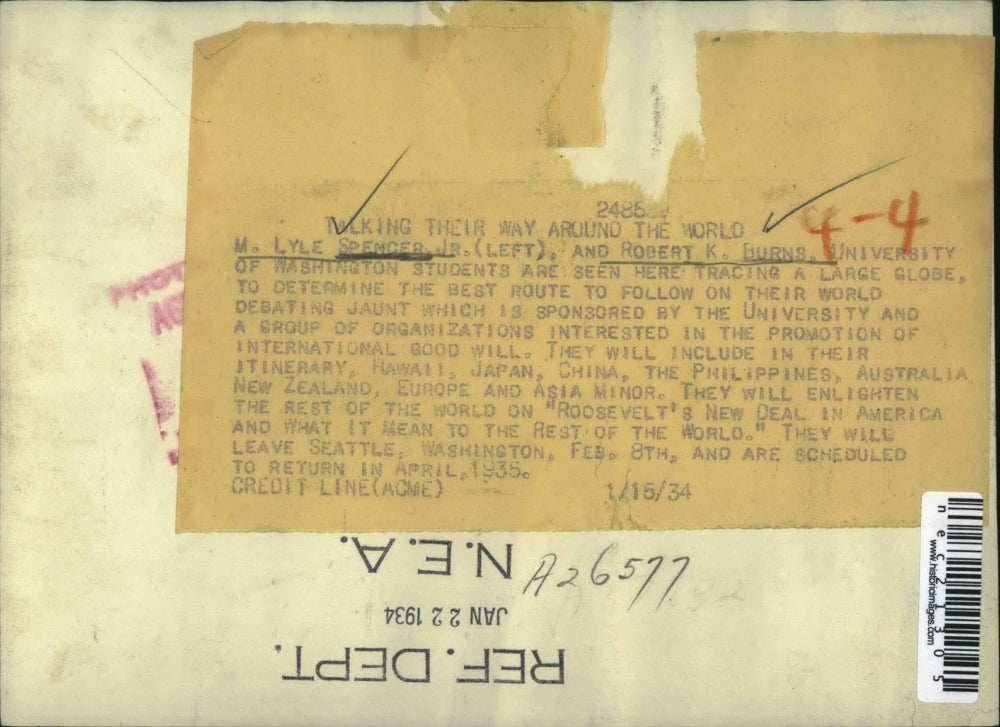 TALKING THEIR WAY AROUND THE WORLD
M. LYLE SPENCER JR.(LEFT), AND ROBERT K. BURNS, UNIVERSITY
OF WASHINGTON STUDENTS ARE SEEN HERE TRACING A LARGE GLOBE,
TO DETERMINE THE BEST ROUTE TO FOLLOW ON THEIR WORLD
DEBATING JAUNT WHICH IS SPONSORED BY THE UNIVERSITY AND
A GROUP OF ORGANIZATIONS INTERESTED IN THE PROMOTION OF
INTERNATIONAL GOOD WILL. THEY WILL INCLUDE IN THEIR
ITINERARY, HAWAII, JAPAN, CHINA, THE PHILIPPINES, AUSTRALIA
NEW ZEALAND, EUROPE AND ASIA MINOR. THEY WILL ENLIGHTEN
THE REST OF THE WORLD ON "ROOSEVELT'S NEW DEAL IN AMERICA
AND WHAT IT MEAN TO THE REST OF THE WORLD." THEY WILL
LEAVE SEATTLE, WASHINGTON, FEB. 8TH, AND ARE SCHEDULED
TO RETURN IN APRIL,1935.
CREDIT LINE(ACME) 1/15/34
4-4
A26577
REF. DEPT.
JAN 22 1934
N.E.A.
nec21305
www.historicimages.com